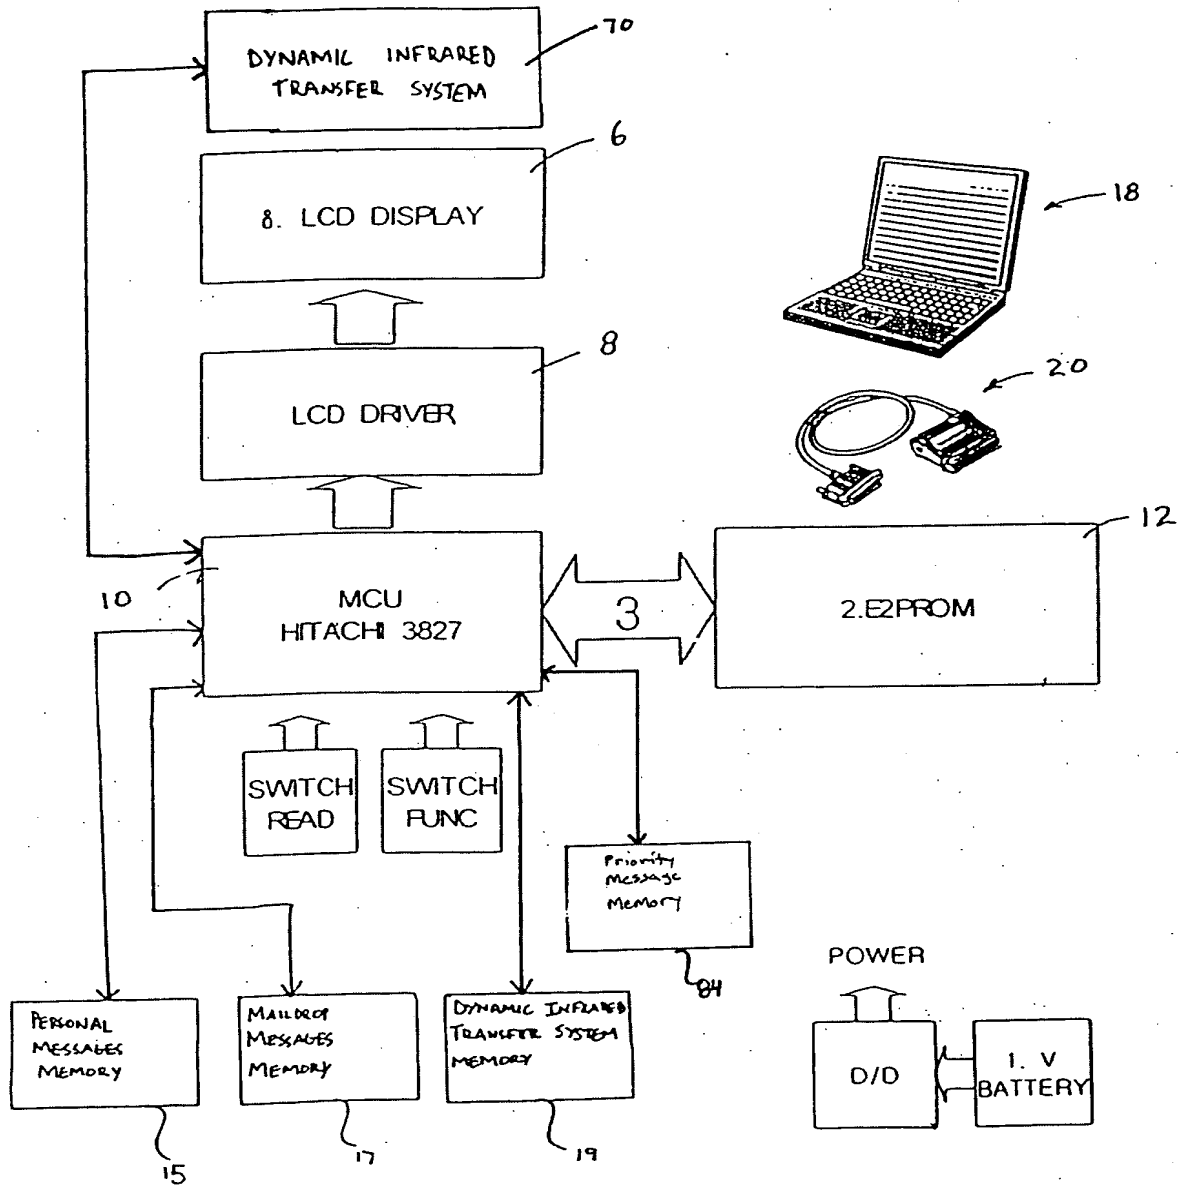 70
DYNAMIC INFRARED
TRANSFER SYSTEM
6
8. LCD DISPLAY
18
8
LCD DRIVER
20
12
10
MCU
HITACHI 3827
3
2.E2PROM
SWITCH
READ
SWITCH
FUNC
Priority
Message
Memory
84
POWER
PERSONAL
MESSAGES
MEMORY
MAILDROP
MESSAGES
MEMORY
DYNAMIC INFRARED
TRANSFER SYSTEM
MEMORY
D/D
1. V
BATTERY
15
17
19